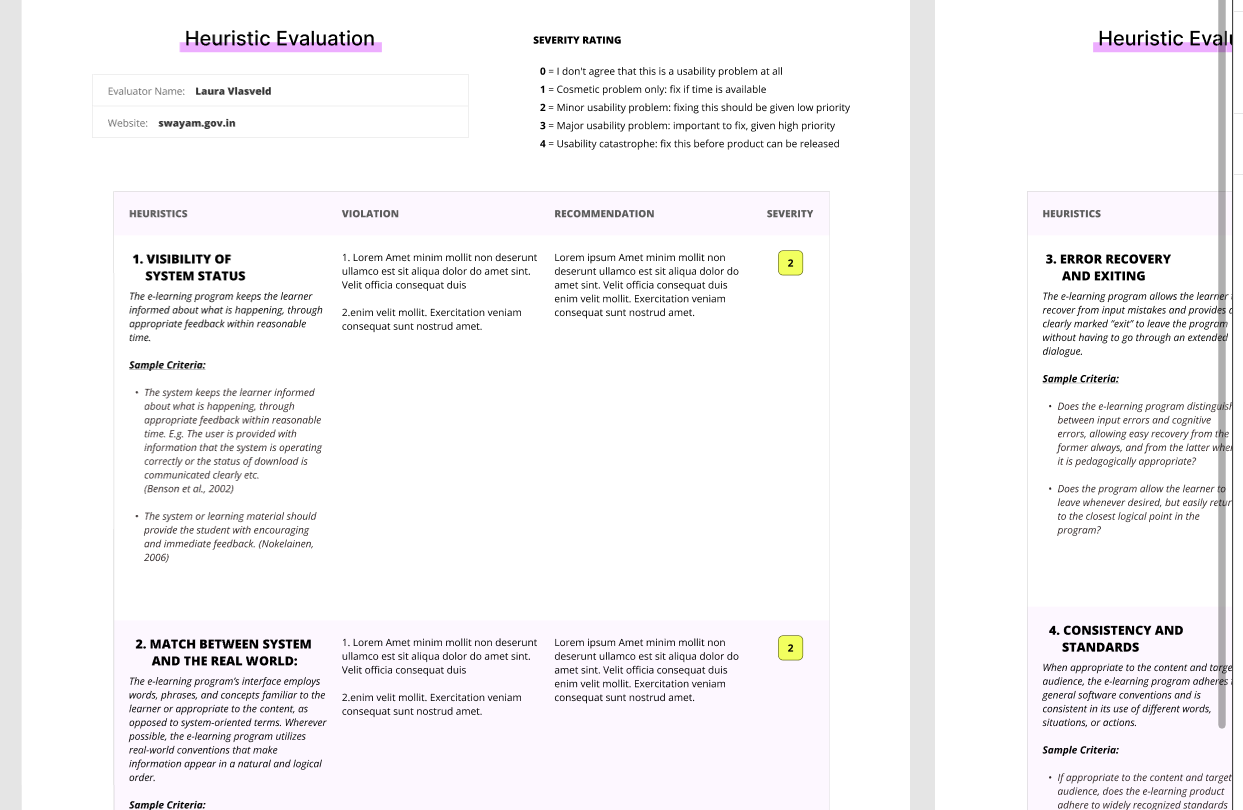 Heuristic Evaluation
Evaluator Name: Laura Vlasveld
Website: swayam.gov.in
SEVERITY RATING
0 = I don't agree that this is a usability problem at all
1 = Cosmetic problem only: fix if time is available
2 = Minor usability problem: fixing this should be given low priority
3 = Major usability problem: important to fix, given high priority
4 = Usability catastrophe: fix this before product can be released
HEURISTICS VIOLATION RECOMMENDATION SEVERITY
1. VISIBILITY OF
SYSTEM STATUS
The e-learning program keeps the learner
informed about what is happening, through
appropriate feedback within reasonable
time.
Sample Criteria:
• The system keeps the learner informed
about what is happening, through
appropriate feedback within reasonable
time. E.g. The user is provided with
information that the system is operating
correctly or the status of download is
communicated clearly etc.
(Benson et al., 2002)
• The system or learning material should
provide the student with encouraging
and immediate feedback. (Nokelainen,
2006)
1. Lorem Amet minim mollit non deserunt
ullamco est sit aliqua dolor do amet sint.
Velit officia consequat duis
2.enim velit mollit. Exercitation veniam
consequat sunt nostrud amet.
Lorem ipsum Amet minim mollit non
deserunt ullamco est sit aliqua dolor do
amet sint. Velit officia consequat duis
enim velit mollit. Exercitation veniam
consequat sunt nostrud amet.
2
2. MATCH BETWEEN SYSTEM
AND THE REAL WORLD:
The e-learning program's interface employs
words, phrases, and concepts familiar to the
learner or appropriate to the content, as
opposed to system-oriented terms. Wherever
possible, the e-learning program utilizes
real-world conventions that make
information appear in a natural and logical
order.
Sample Criteria:
1. Lorem Amet minim mollit non deserunt
ullamco est sit aliqua dolor do amet sint.
Velit officia consequat duis
2.enim velit mollit. Exercitation veniam
consequat sunt nostrud amet.
Lorem ipsum Amet minim mollit non
deserunt ullamco est sit aliqua dolor do
amet sint. Velit officia consequat duis
enim velit mollit. Exercitation veniam
consequat sunt nostrud amet.
2
Heuristic Eval
HEURISTICS
3. ERROR RECOVERY
AND EXITING
The e-learning program allows the learner
recover from input mistakes and provides
clearly marked "exit" to leave the program
without having to go through an extended
dialogue.
Sample Criteria:
• Does the e-learning program distinguish
between input errors and cognitive
errors, allowing easy recovery from the
former always, and from the latter when
it is pedagogically appropriate?
• Does the program allow the learner to
leave whenever desired, but easily retur
to the closest logical point in the
program?
4. CONSISTENCY AND
STANDARDS
When appropriate to the content and targe
audience, the e-learning program adheres
general software conventions and is
consistent in its use of different words,
situations, or actions.
Sample Criteria:
• If appropriate to the content and target
audience, does the e-learning product
adhere to widely recognized standards